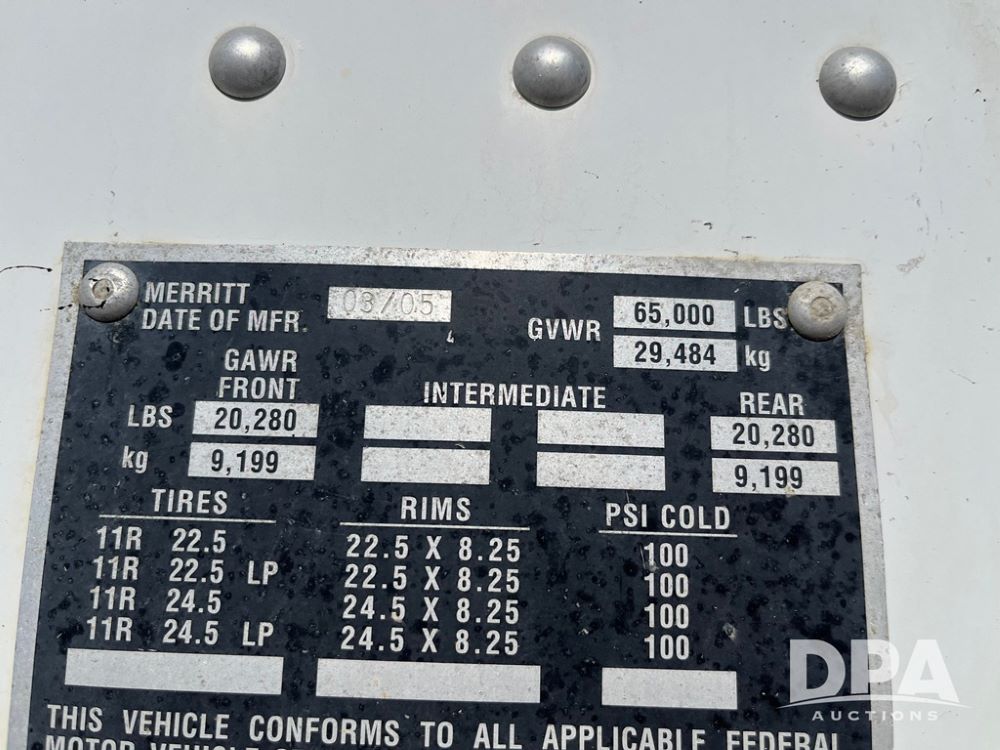 MERRITT
DATE OF MFR. 03/05
GVWR 65,000 LBS
29,484 kg
GAWR
FRONT INTERMEDIATE REAR
LBS 20,280 20,280
kg 9,199 9,199
TIRES RIMS PSI COLD
11R 22.5 22.5 X 8.25 100
11R 22.5 LP 22.5 X 8.25 100
11R 24.5 24.5 X 8.25 100
11R 24.5 LP 24.5 X 8.25 100
THIS VEHICLE CONFORMS TO ALL APPLICABLE FEDERAL
MOTOR VEHICLE
DPA
AUCTIONS